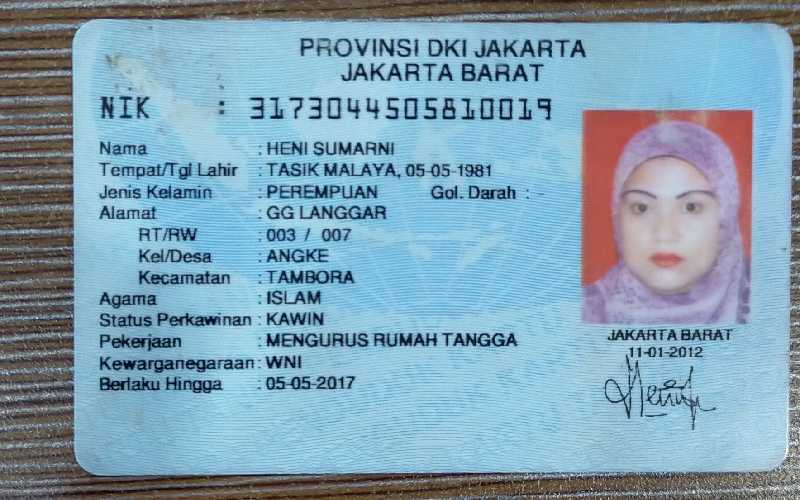 PROVINSI DKI JAKARTA
JAKARTA BARAT
NIK : 3173044505810019
Nama : HENI SUMARNI
Tempat/Tgl Lahir : TASIK MALAYA, 05-05-1981
Jenis Kelamin : PEREMPUAN Gol. Darah : -
Alamat : GG LANGGAR
RT/RW : 003 / 007
Kel/Desa : ANGKE
Kecamatan : TAMBORA
Agama : ISLAM
Status Perkawinan : KAWIN
Pekerjaan : MENGURUS RUMAH TANGGA
Kewarganegaraan : WNI
Berlaku Hingga : 05-05-2017
JAKARTA BARAT
11-01-2012